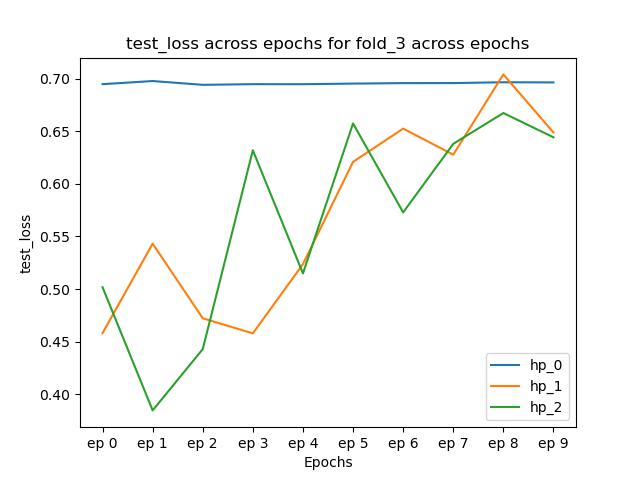 test_loss across epochs for fold_3 across epochs
test_loss
0.70
0.65
0.60
0.55
0.50
0.45
0.40
hp_0
hp_1
hp_2
ep 0 ep 1 ep 2 ep 3 ep 4 ep 5 ep 6 ep 7 ep 8 ep 9
Epochs